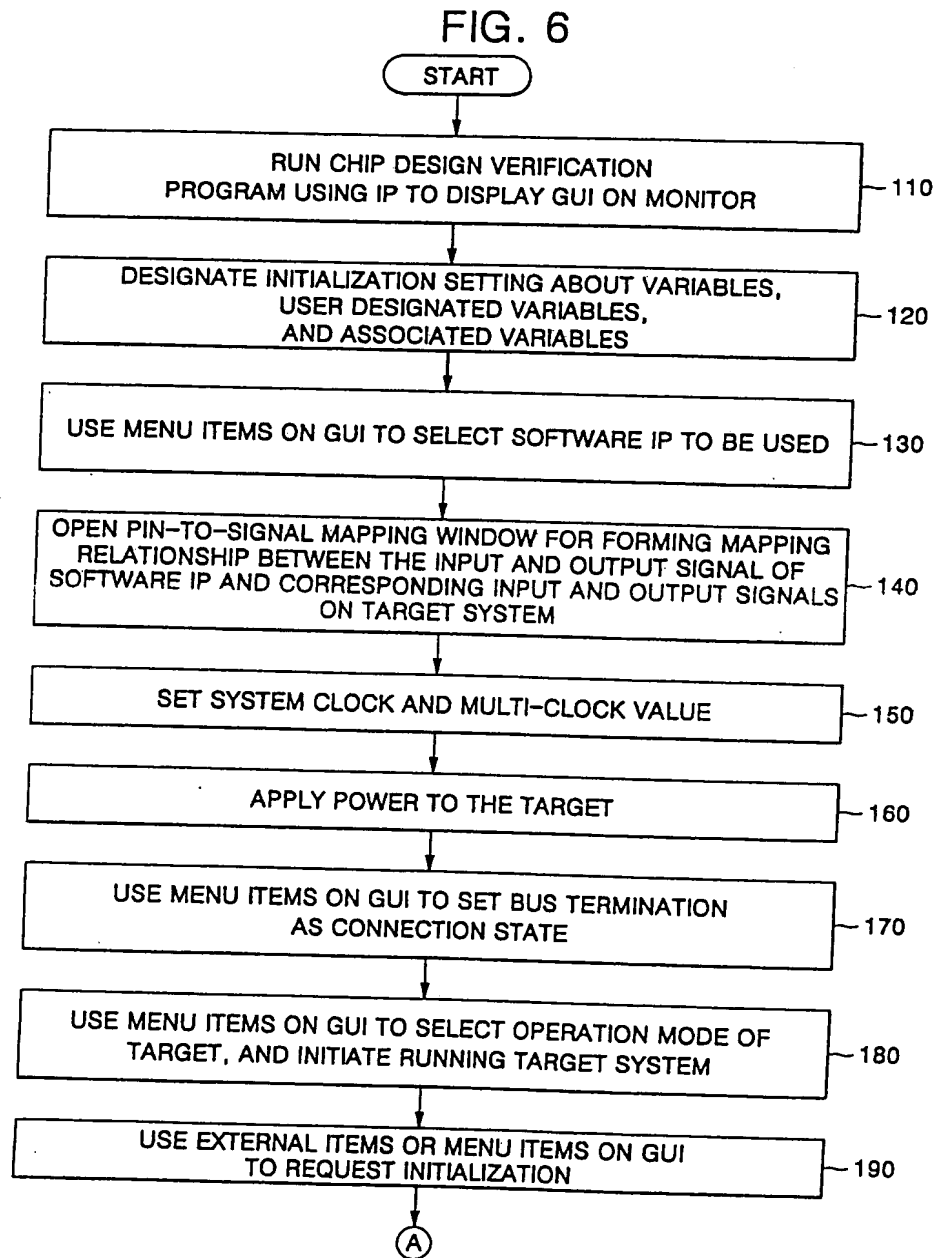 FIG. 6
START
RUN CHIP DESIGN VERIFICATION
PROGRAM USING IP TO DISPLAY GUI ON MONITOR
110
DESIGNATE INITIALIZATION SETTING ABOUT VARIABLES,
USER DESIGNATED VARIABLES,
AND ASSOCIATED VARIABLES
120
USE MENU ITEMS ON GUI TO SELECT SOFTWARE IP TO BE USED
130
OPEN PIN-TO-SIGNAL MAPPING WINDOW FOR FORMING MAPPING
RELATIONSHIP BETWEEN THE INPUT AND OUTPUT SIGNAL OF
SOFTWARE IP AND CORRESPONDING INPUT AND OUTPUT SIGNALS
ON TARGET SYSTEM
140
SET SYSTEM CLOCK AND MULTI-CLOCK VALUE
150
APPLY POWER TO THE TARGET
160
USE MENU ITEMS ON GUI TO SET BUS TERMINATION
AS CONNECTION STATE
170
USE MENU ITEMS ON GUI TO SELECT OPERATION MODE OF
TARGET, AND INITIATE RUNNING TARGET SYSTEM
180
USE EXTERNAL ITEMS OR MENU ITEMS ON GUI
TO REQUEST INITIALIZATION
190
A